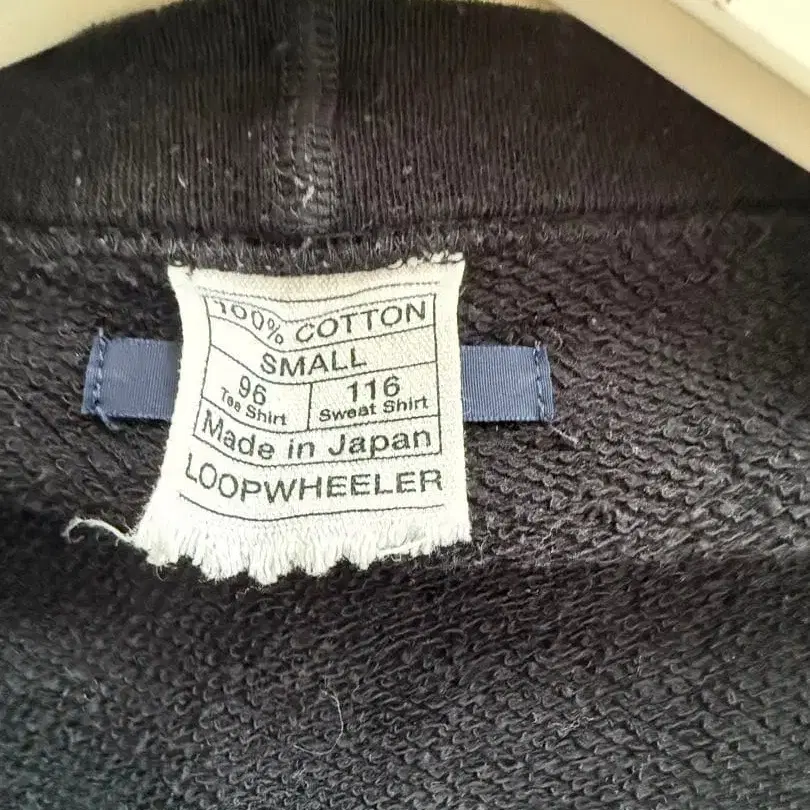 100% COTTON
SMALL
96 116
Tee Shirt Sweat Shirt
Made in Japan
LOOPWHEELER